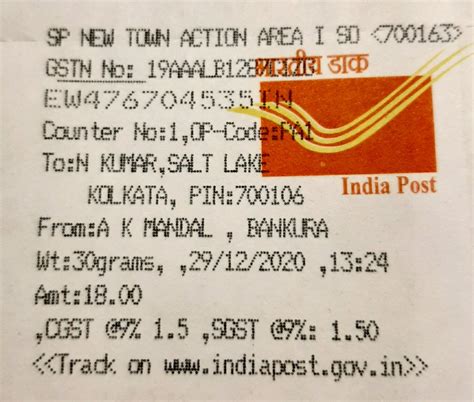 SP NEW TOWN ACTION AREA I SO <700163>
GSTN No:
भारतीय डाक
EW476704535IN
Counter No:1,OP-Code:PA1
To:N KUMAR,SALT LAKE
KOLKATA, PIN:700106
India Post
From:A K MANDAL , BANKURA
Wt:30grams, ,29/12/2020 ,13:24
Amt:18.00
,CGST @9% 1.5 ,SGST @9%: 1.50
<<Track on www.indiapost.gov.in>>